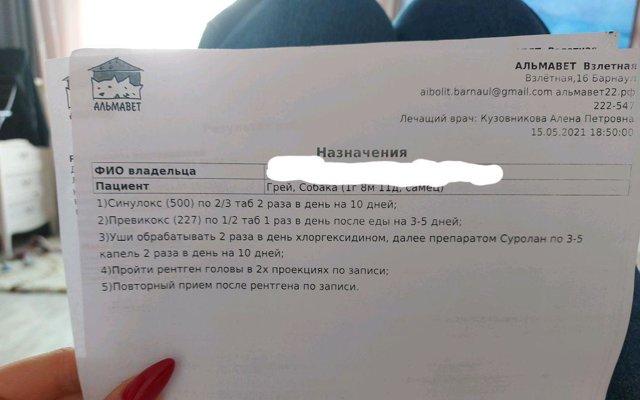 АЛЬМАВЕТ Взлетная
Взлётная,16 Барнаул
aibolit.barnaul@gmail.com альмавет22.рф
222-547
Лечащий врач: Кузовникова Алена Петровна
15.05.2021 18:50:00
АЛЬМАВЕТ
Назначения
ФИО владельца
Пациент Грей, Собака (1г 8м 11д, самец)
1)Синулокс (500) по 2/3 таб 2 раза в день на 10 дней;
2)Превикокс (227) по 1/2 таб 1 раз в день после еды на 3-5 дней;
3)Уши обрабатывать 2 раза в день хлоргексидином, далее препаратом Суролан по 3-5
капель 2 раза в день на 10 дней;
4)Пройти рентген головы в 2х проекциях по записи;
5)Повторный прием после рентгена по записи.